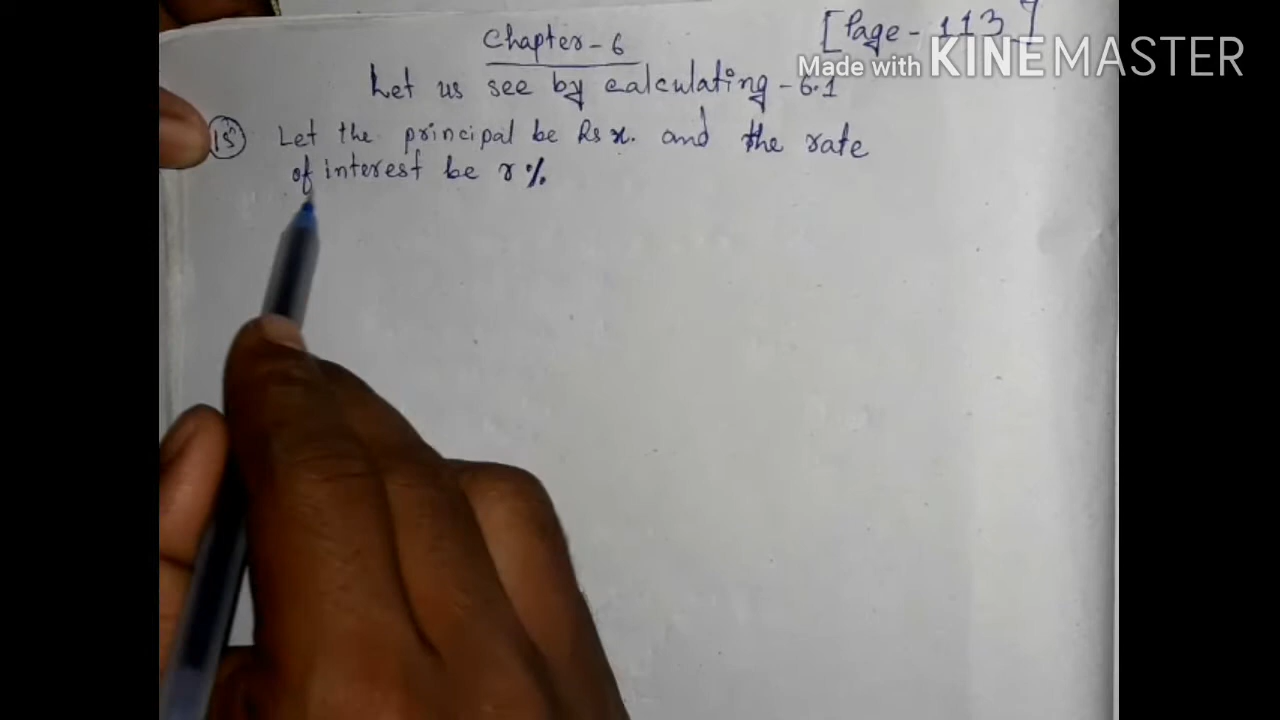 Chapter - 6
[Page - 113]
Made with KINEMASTER
Let us see by calculating - 6.1
15 Let the principal be Rs x. and the rate
of interest be r %